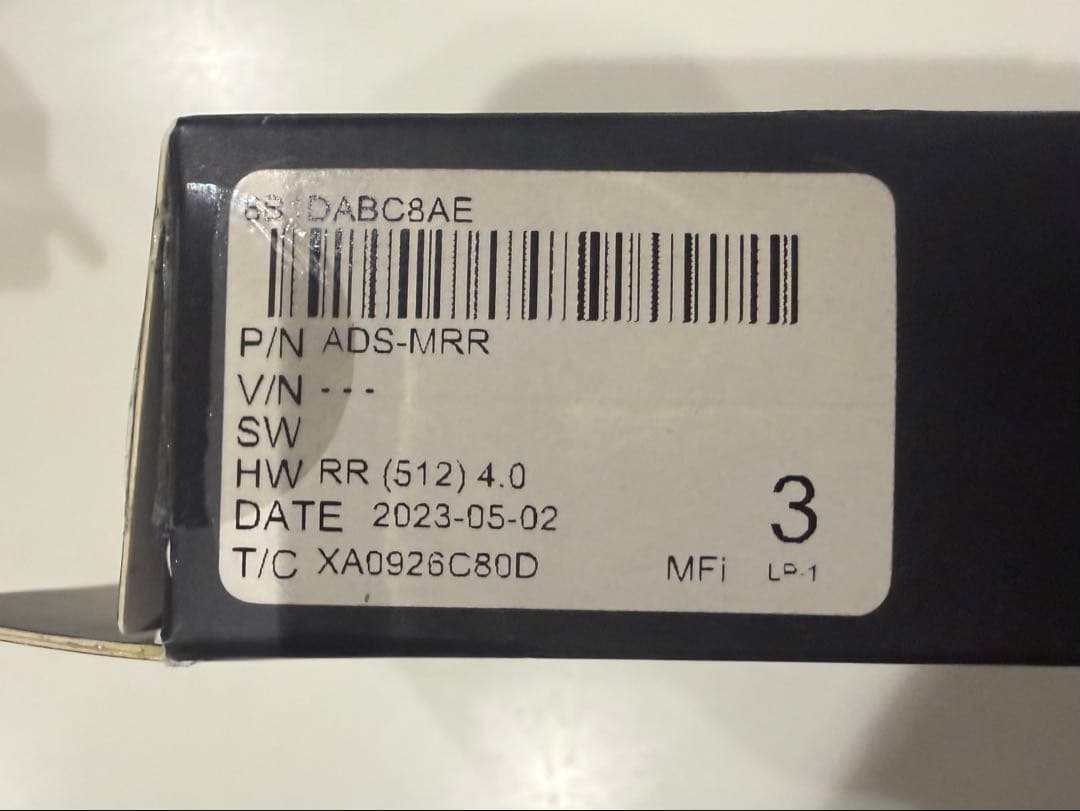 DABC8AE
P/N ADS-MRR
V/N ---
SW
HW RR (512) 4.0
DATE 2023-05-02
3
T/C XA0926C80D
MFi
LP-1